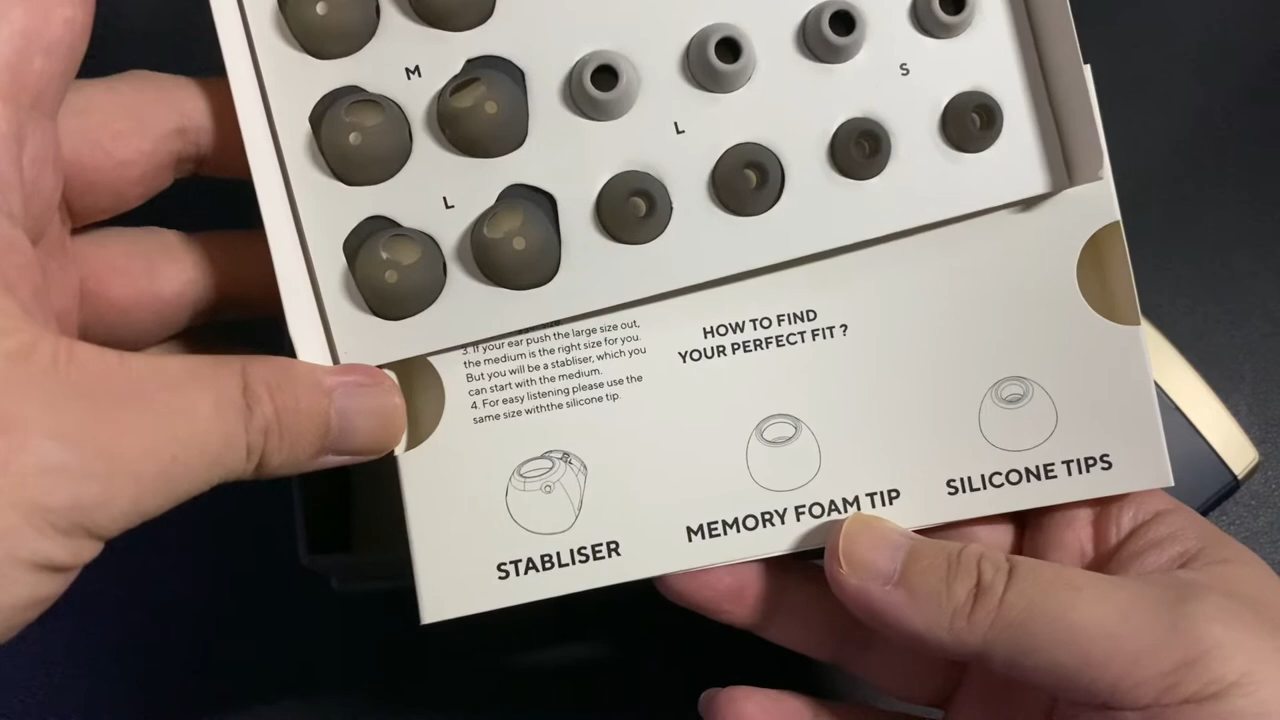 M
S
L
L
3. If your ear push the large size out,
the medium is the right size for you.
But you will be a stabliser, which you
can start with the medium.
4. For easy listening please use the
same size withthe silicone tip.
HOW TO FIND
YOUR PERFECT FIT ?
STABLISER
MEMORY FOAM TIP
SILICONE TIPS